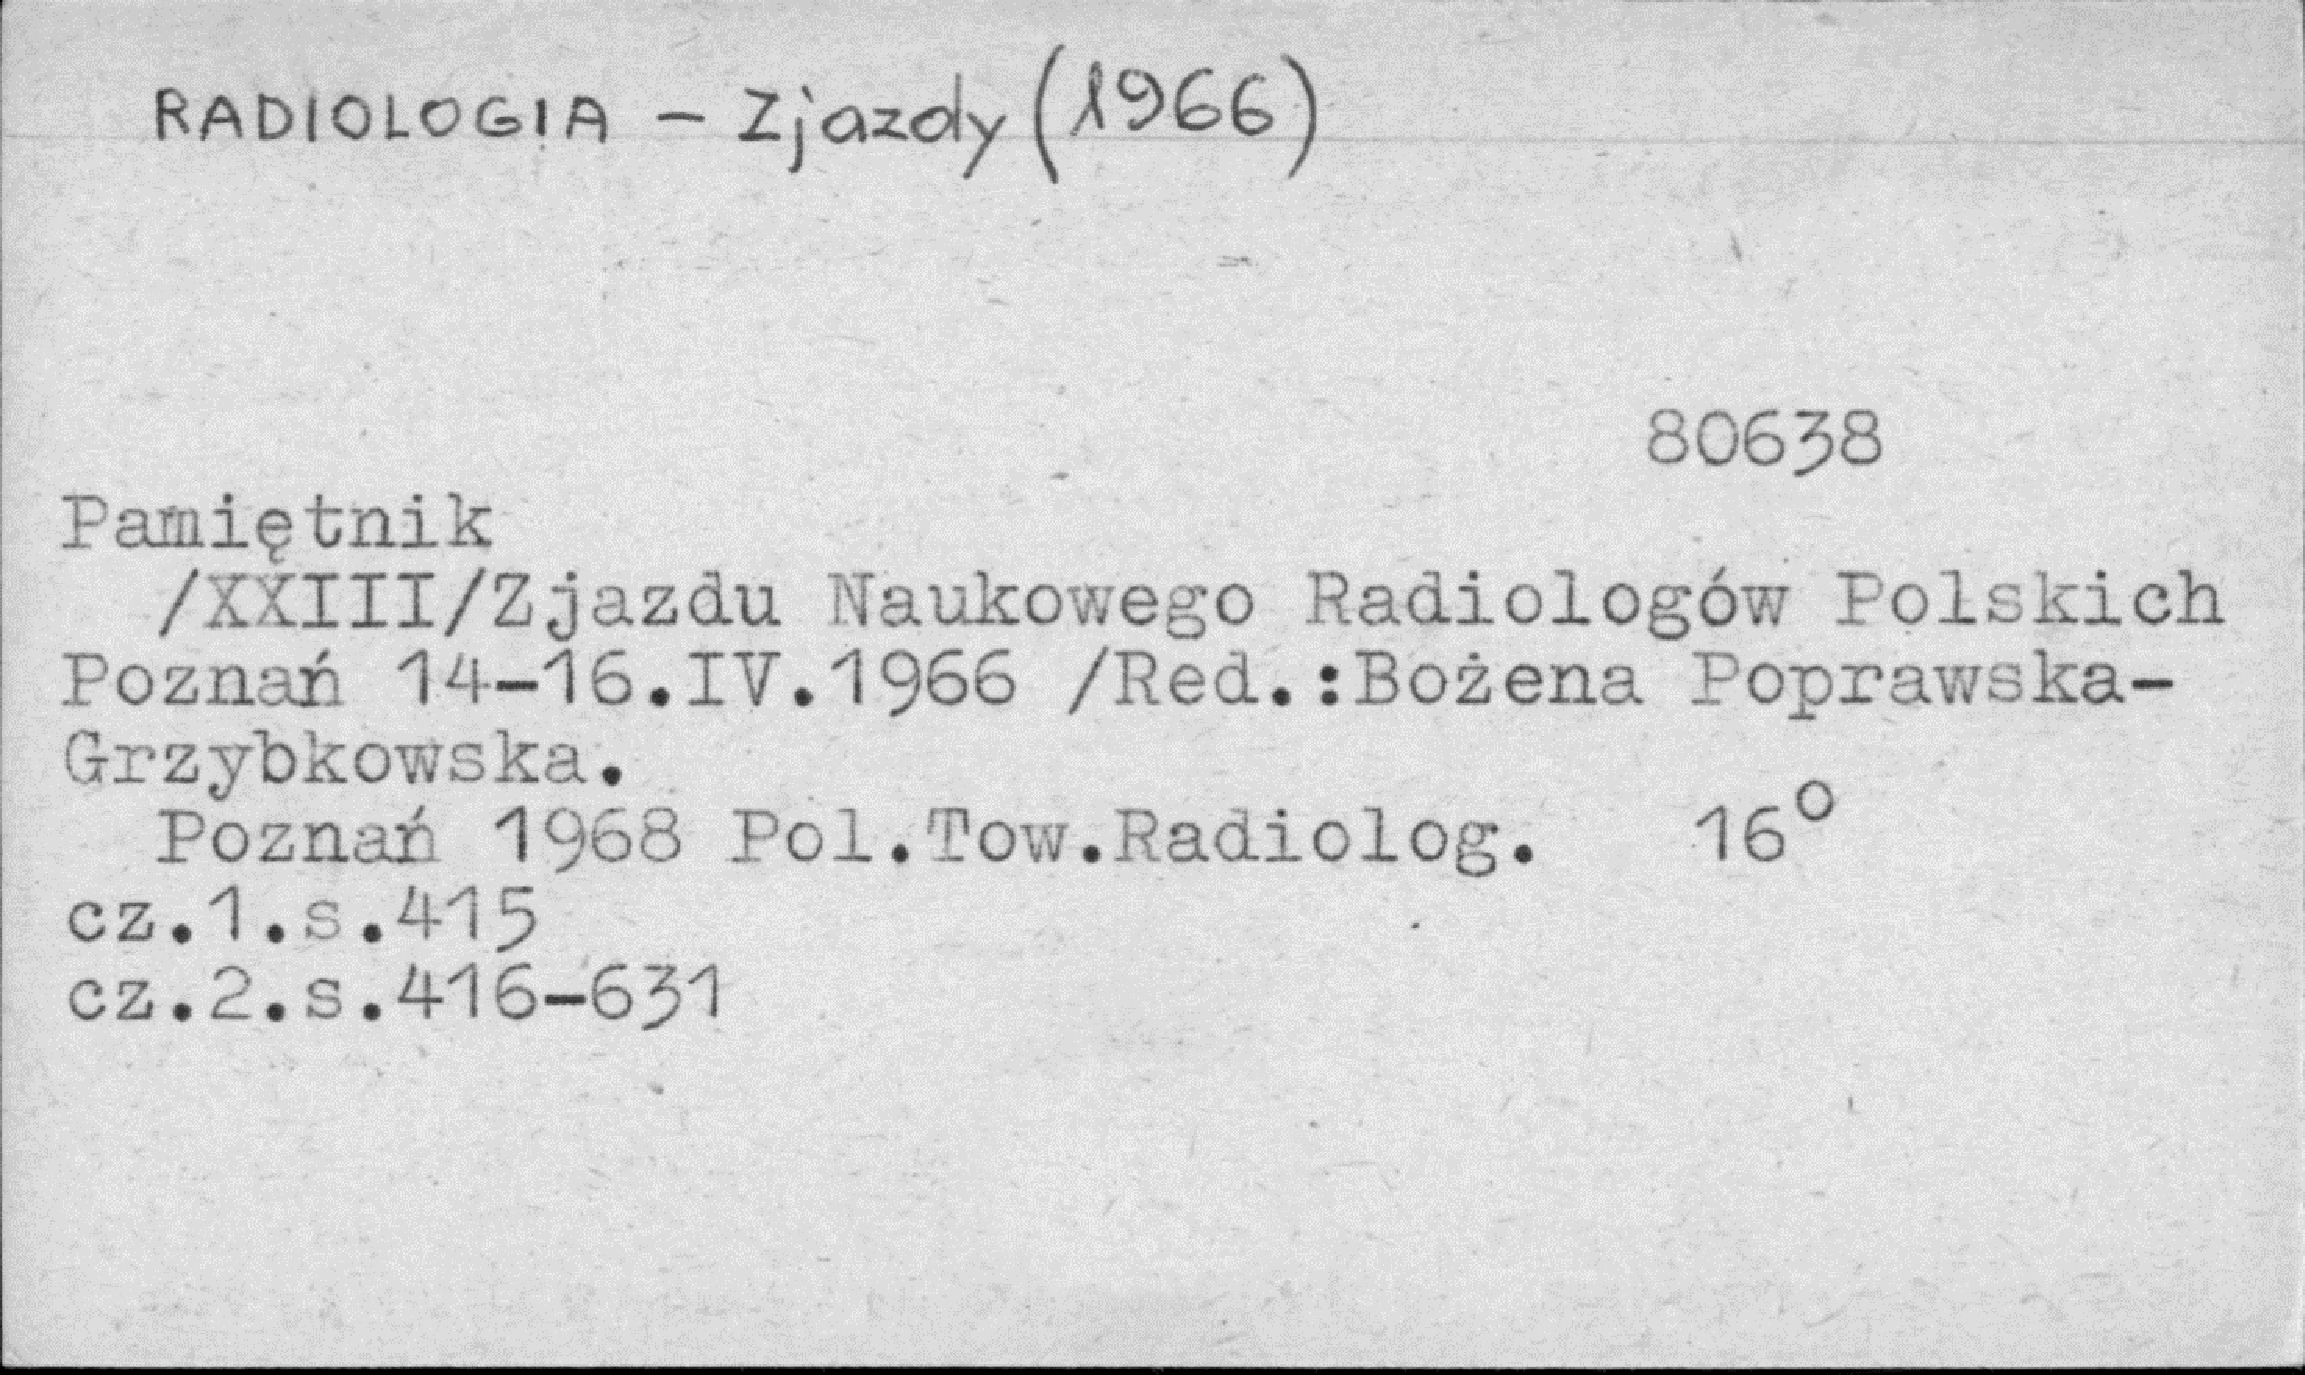 RADIOLOGIA - Zjazdy (1966)
80638
Pamiętnik
/XXIII/Zjazdu Naukowego Radiologów Polskich
Poznań 14-16.IV.1966 /Red.:Bożena Poprawska-
Grzybkowska.
Poznań 1968 Pol.Tow.Radiolog. 16°
cz.1.s.415
cz.2.s.416-631